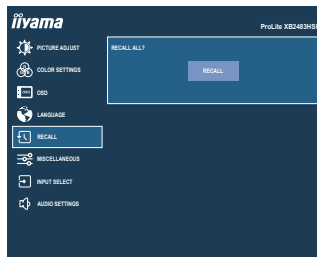 iiyama
ProLite XB2483HSU
PICTURE ADJUST
RECALL ALL?
COLOR SETTINGS
RECALL
OSD
LANGUAGE
RECALL
MISCELLANEOUS
INPUT SELECT
AUDIO SETTINGS